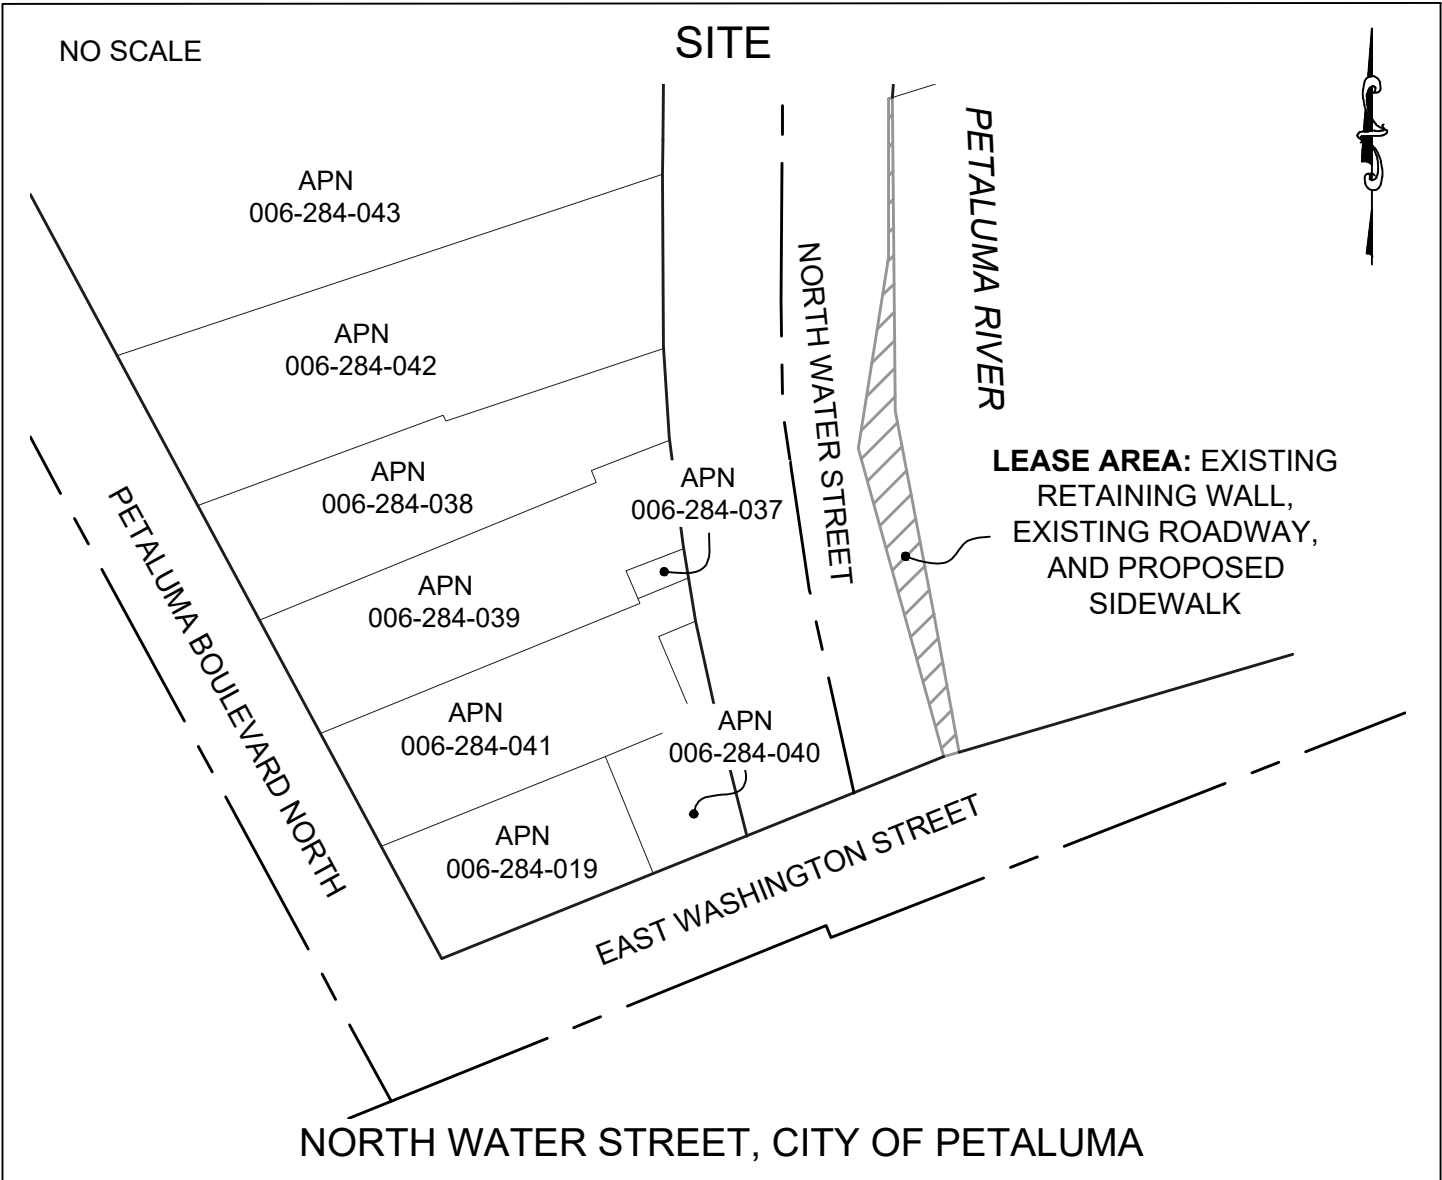 NO SCALE
SITE
APN
006-284-043
PETALUMA RIVER
APN
006-284-042
NORTH WATER STREET
APN
006-284-038
APN
006-284-037
LEASE AREA: EXISTING
RETAINING WALL,
EXISTING ROADWAY,
AND PROPOSED
SIDEWALK
PETALUMA BOULEVARD NORTH
APN
006-284-039
APN
006-284-041
APN
006-284-040
APN
006-284-019
EAST WASHINGTON STREET
NORTH WATER STREET, CITY OF PETALUMA